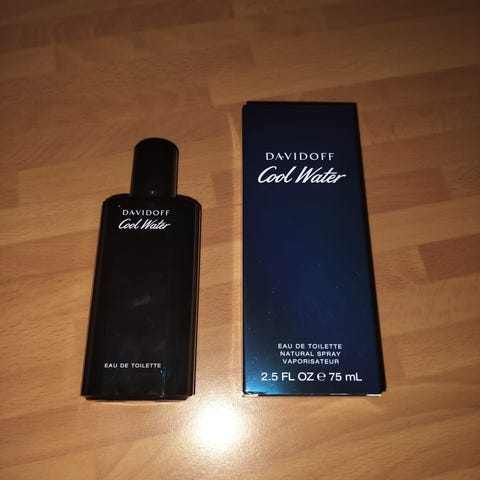 DAVIDOFF
Cool Water
EAU DE TOILETTE
DAVIDOFF
Cool Water
EAU DE TOILETTE
NATURAL SPRAY
VAPORISATEUR
2.5 FL OZ ℮ 75 mL